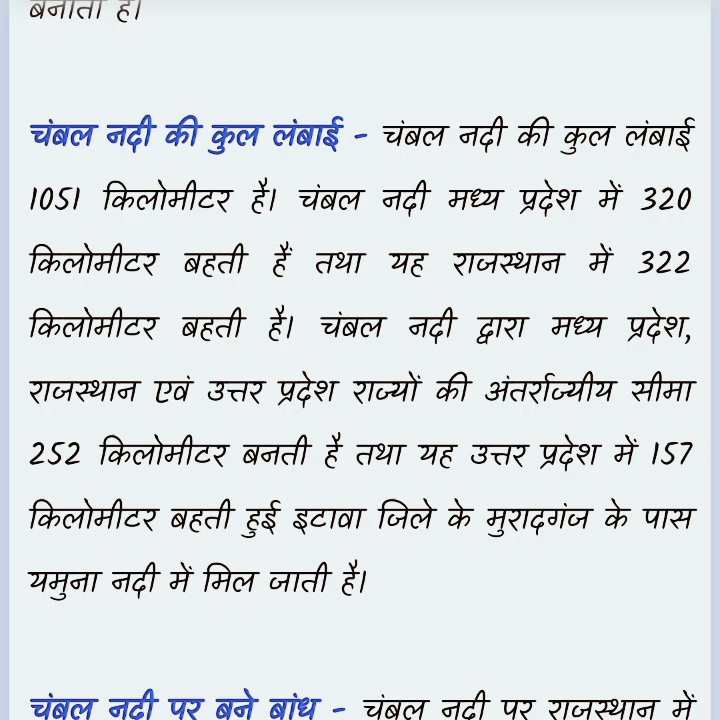 बनाती है।
चंबल नदी की कुल लंबाई - चंबल नदी की कुल लंबाई
1051 किलोमीटर है। चंबल नदी मध्य प्रदेश में 320
किलोमीटर बहती हैं तथा यह राजस्थान में 322
किलोमीटर बहती है। चंबल नदी द्वारा मध्य प्रदेश,
राजस्थान एवं उत्तर प्रदेश राज्यों की अंतर्राज्यीय सीमा
252 किलोमीटर बनती है तथा यह उत्तर प्रदेश में 157
किलोमीटर बहती हुई इटावा जिले के मुरादगंज के पास
यमुना नदी में मिल जाती है।
चंबल नदी पर बने बांध - चंबल नदी पर राजस्थान में